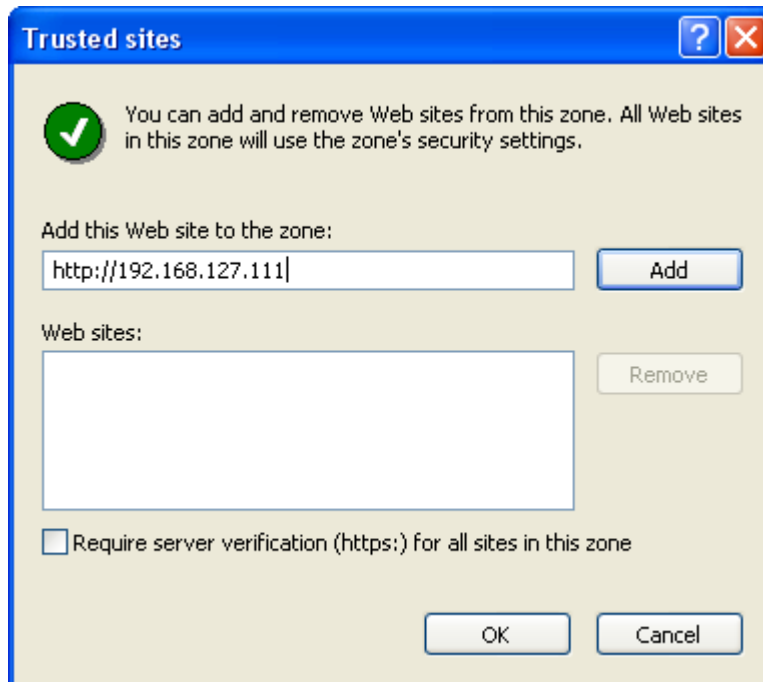 Trusted sites
You can add and remove Web sites from this zone. All Web sites
in this zone will use the zone's security settings.
Add this Web site to the zone:
http://192.168.127.111
Add
Web sites:
Remove
Require server verification (https:) for all sites in this zone
OK
Cancel